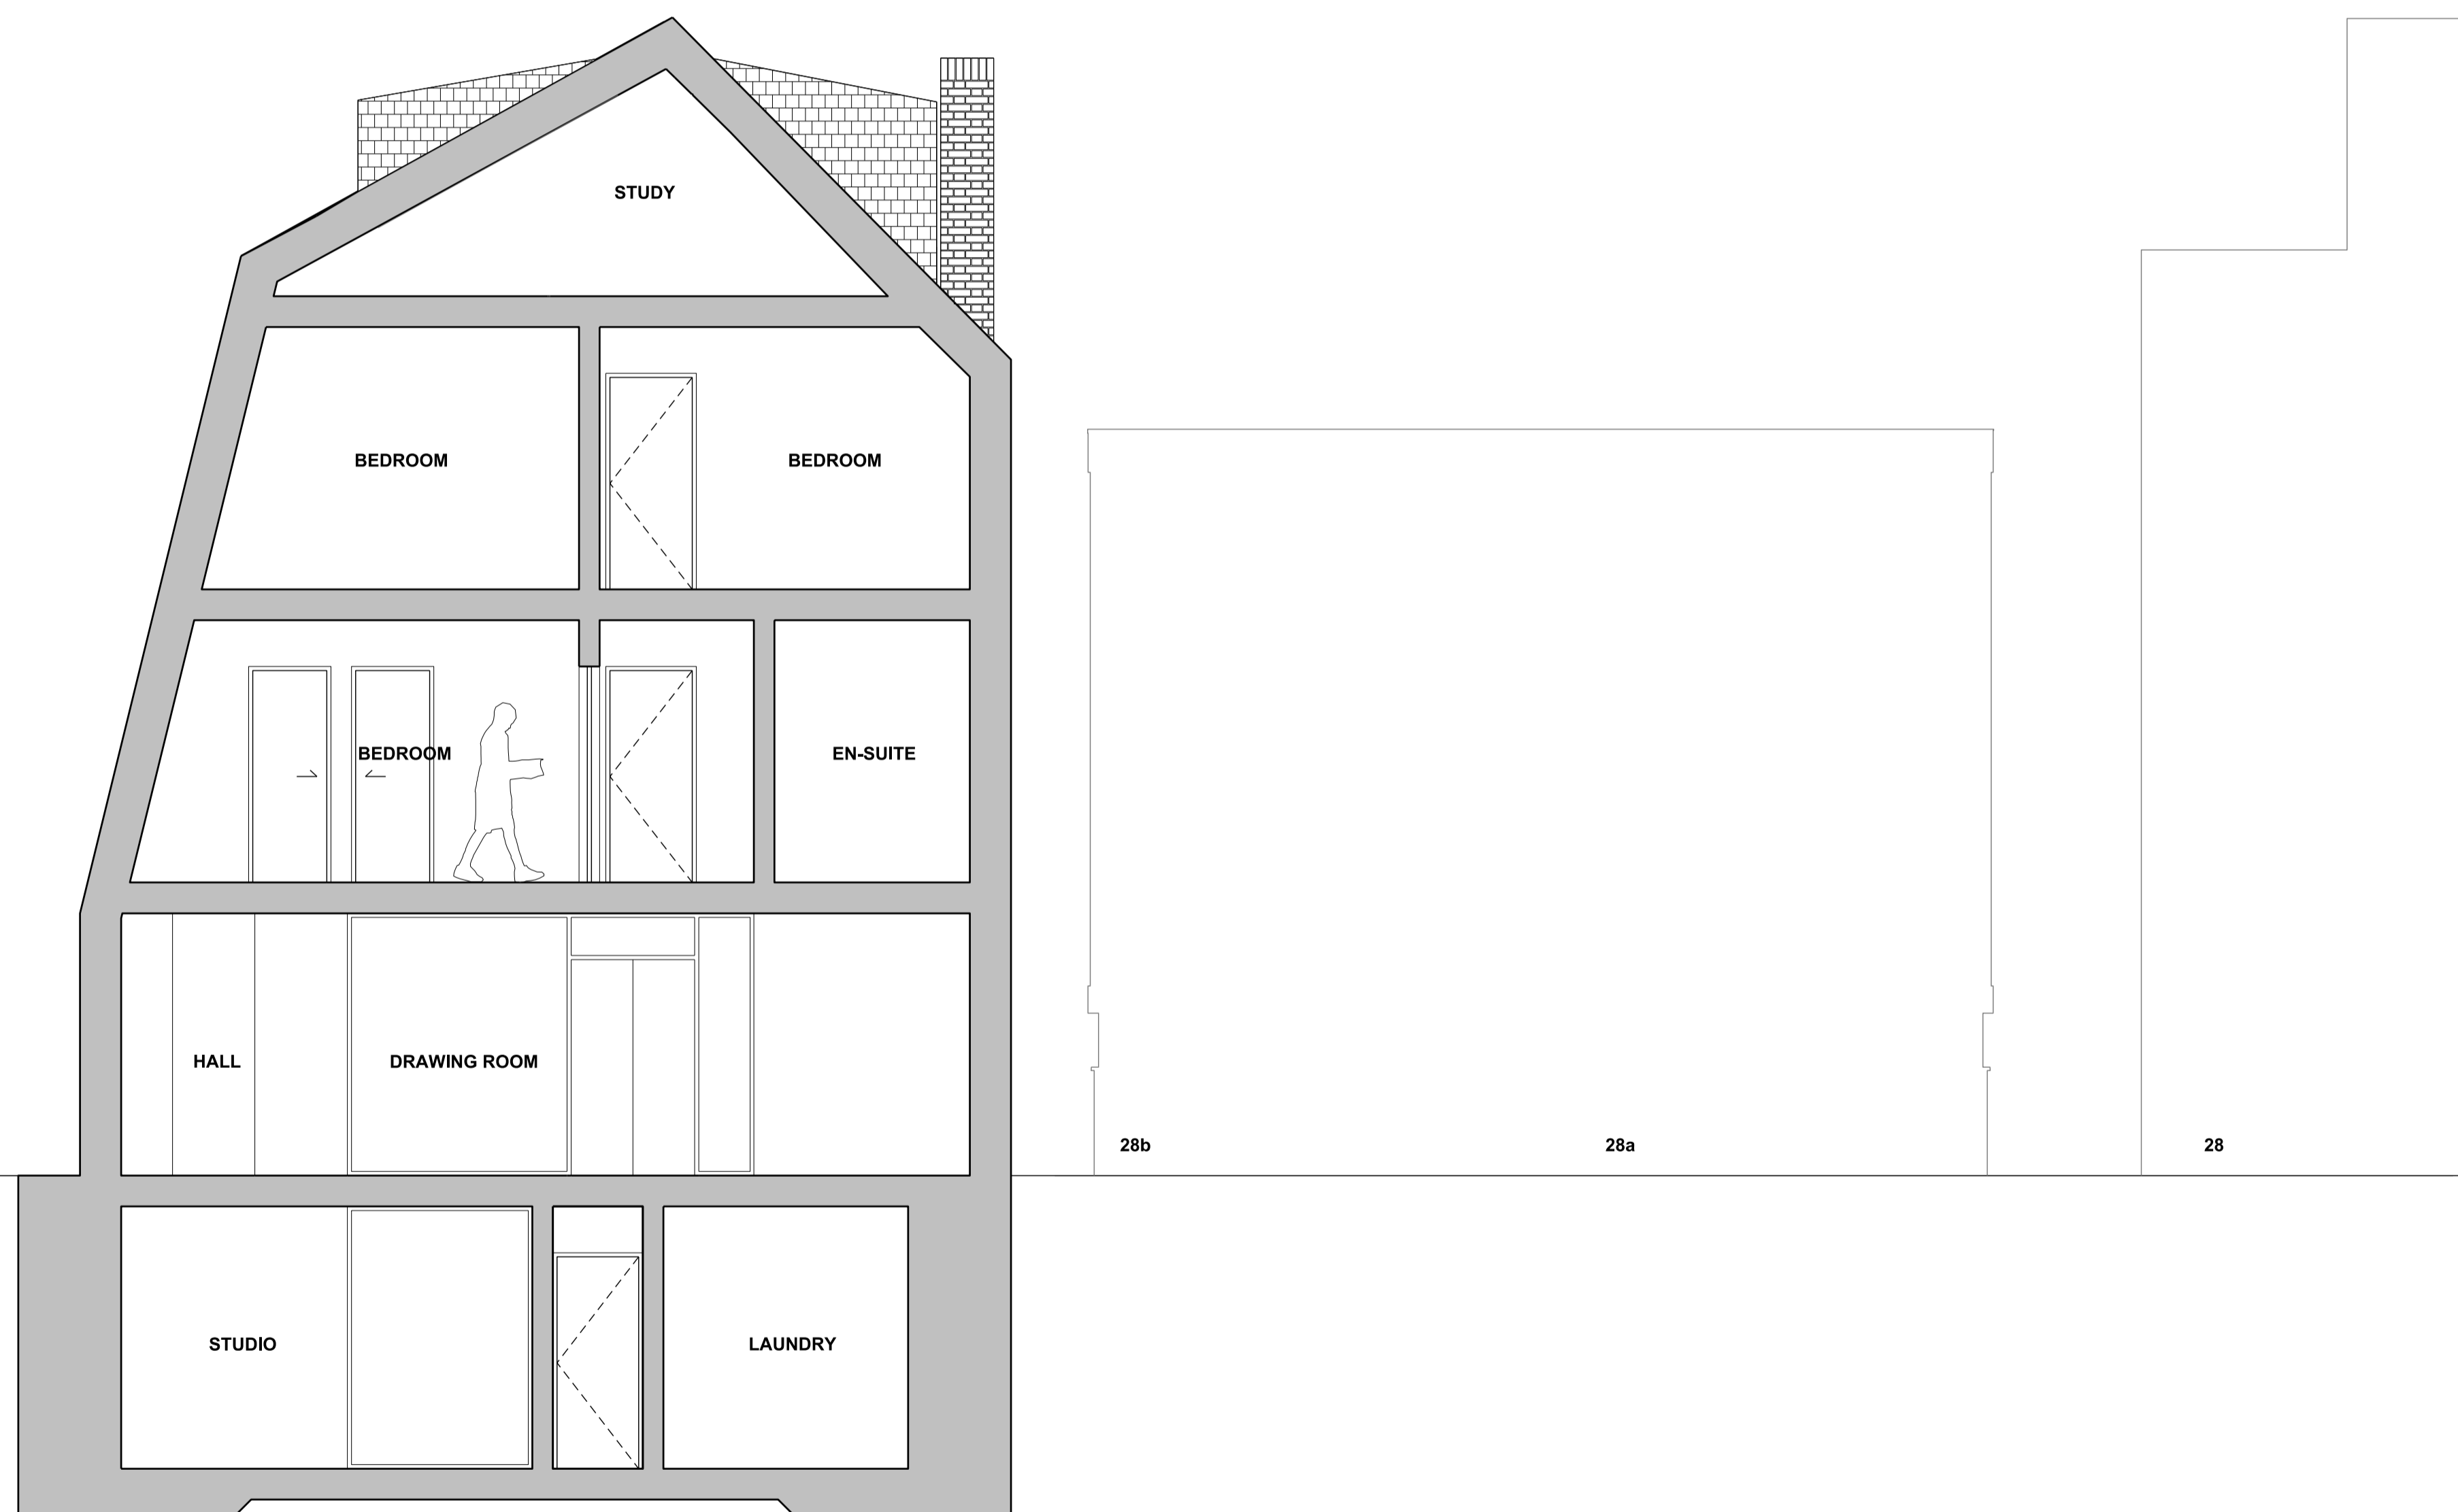 STUDY
BEDROOM
BEDROOM
BEDROOM
EN-SUITE
HALL
DRAWING ROOM
28b
28a
28
STUDIO
LAUNDRY